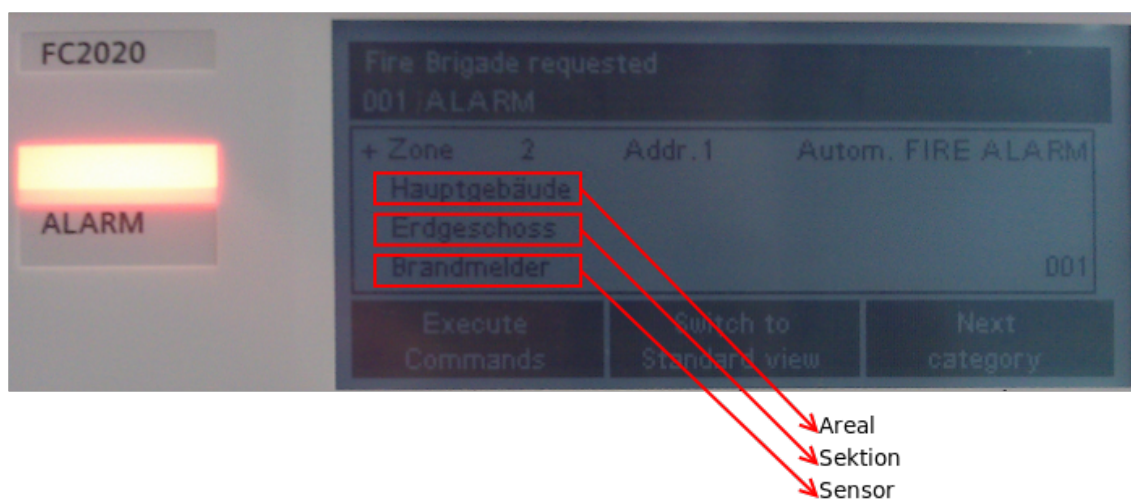 FC2020
ALARM
Fire Brigade requested
001 ALARM
+ Zone 2 Addr.1 Autom. FIRE ALARM
Hauptgebäude
Erdgeschoss
Brandmelder 001
Execute Commands
Switch to Standard view
Next category
Areal
Sektion
Sensor